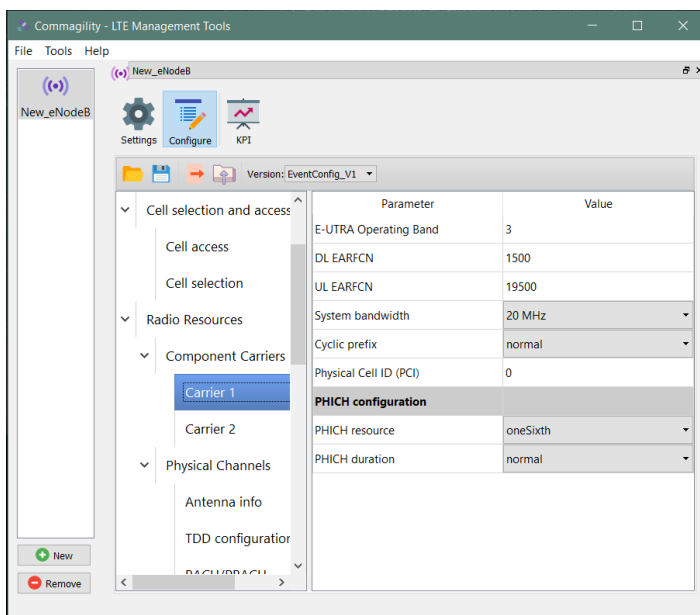 Commagility - LTE Management Tools
File Tools Help
New_eNodeB
New_eNodeB
Settings Configure KPI
Version: EventConfig_V1
Cell selection and access
Cell access
Cell selection
Radio Resources
Component Carriers
Carrier 1
Carrier 2
Physical Channels
Antenna info
TDD configuration
RACH/PRACH
Parameter Value
E-UTRA Operating Band 3
DL EARFCN 1500
UL EARFCN 19500
System bandwidth 20 MHz
Cyclic prefix normal
Physical Cell ID (PCI) 0
PHICH configuration
PHICH resource oneSixth
PHICH duration normal
New
Remove